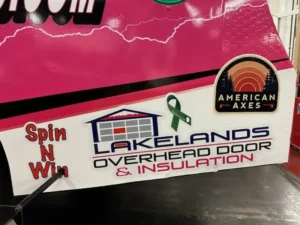 AMERICAN
AXES
Spin
N
Win
LAKELANDS
OVERHEAD DOOR
& INSULATION